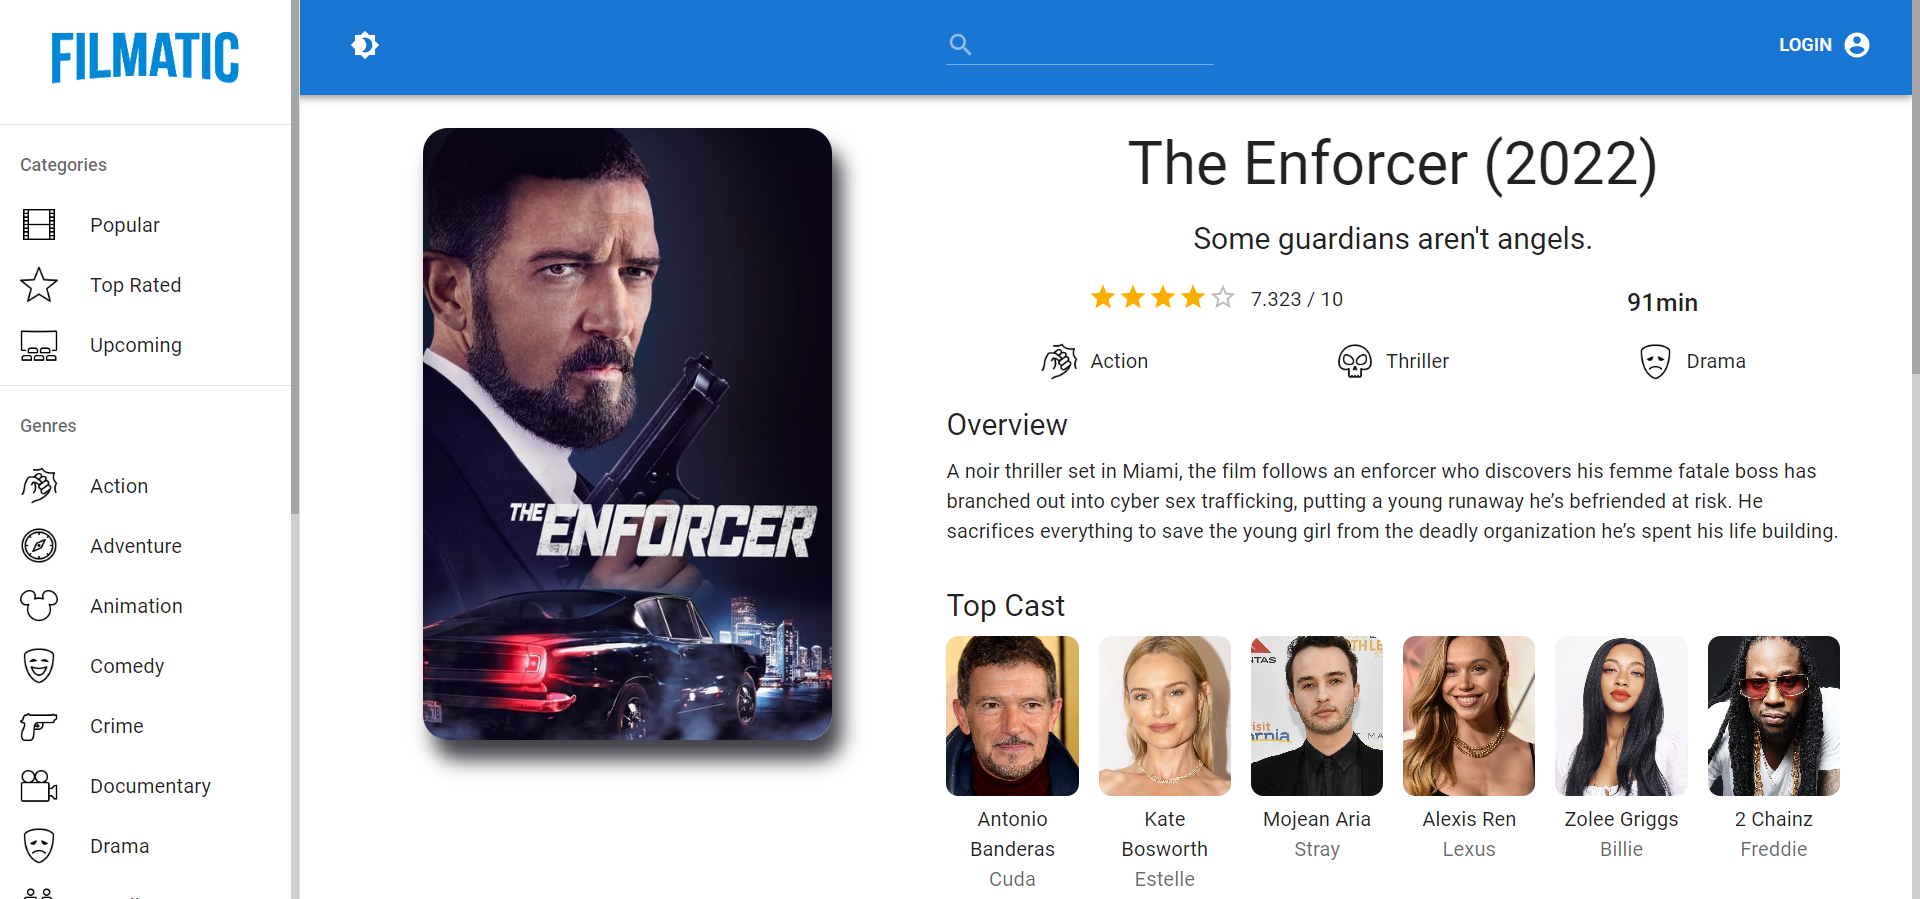 FILMATIC
LOGIN
Categories
Popular
Top Rated
Upcoming
Genres
Action
Adventure
Animation
Comedy
Crime
Documentary
Drama
THE ENFORCER
The Enforcer (2022)
Some guardians aren't angels.
7.323 / 10
91min
Action
Thriller
Drama
Overview
A noir thriller set in Miami, the film follows an enforcer who discovers his femme fatale boss has
branched out into cyber sex trafficking, putting a young runaway he’s befriended at risk. He
sacrifices everything to save the young girl from the deadly organization he’s spent his life building.
Top Cast
Antonio
Banderas
Cuda
Kate
Bosworth
Estelle
Mojean Aria
Stray
Alexis Ren
Lexus
Zolee Griggs
Billie
2 Chainz
Freddie